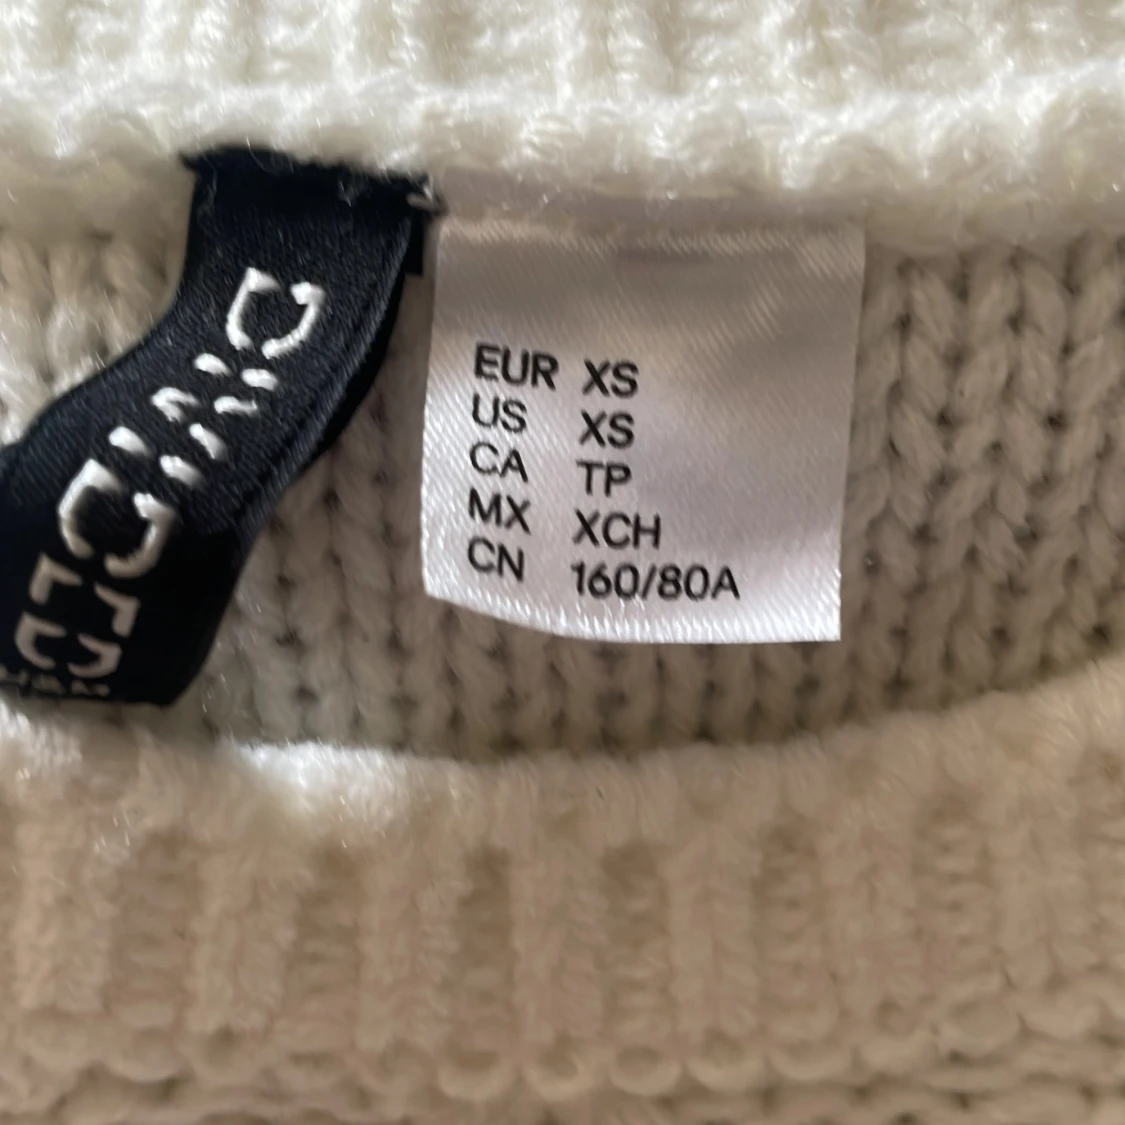 EUR XS
US XS
CA TP
MX XCH
CN 160/80A